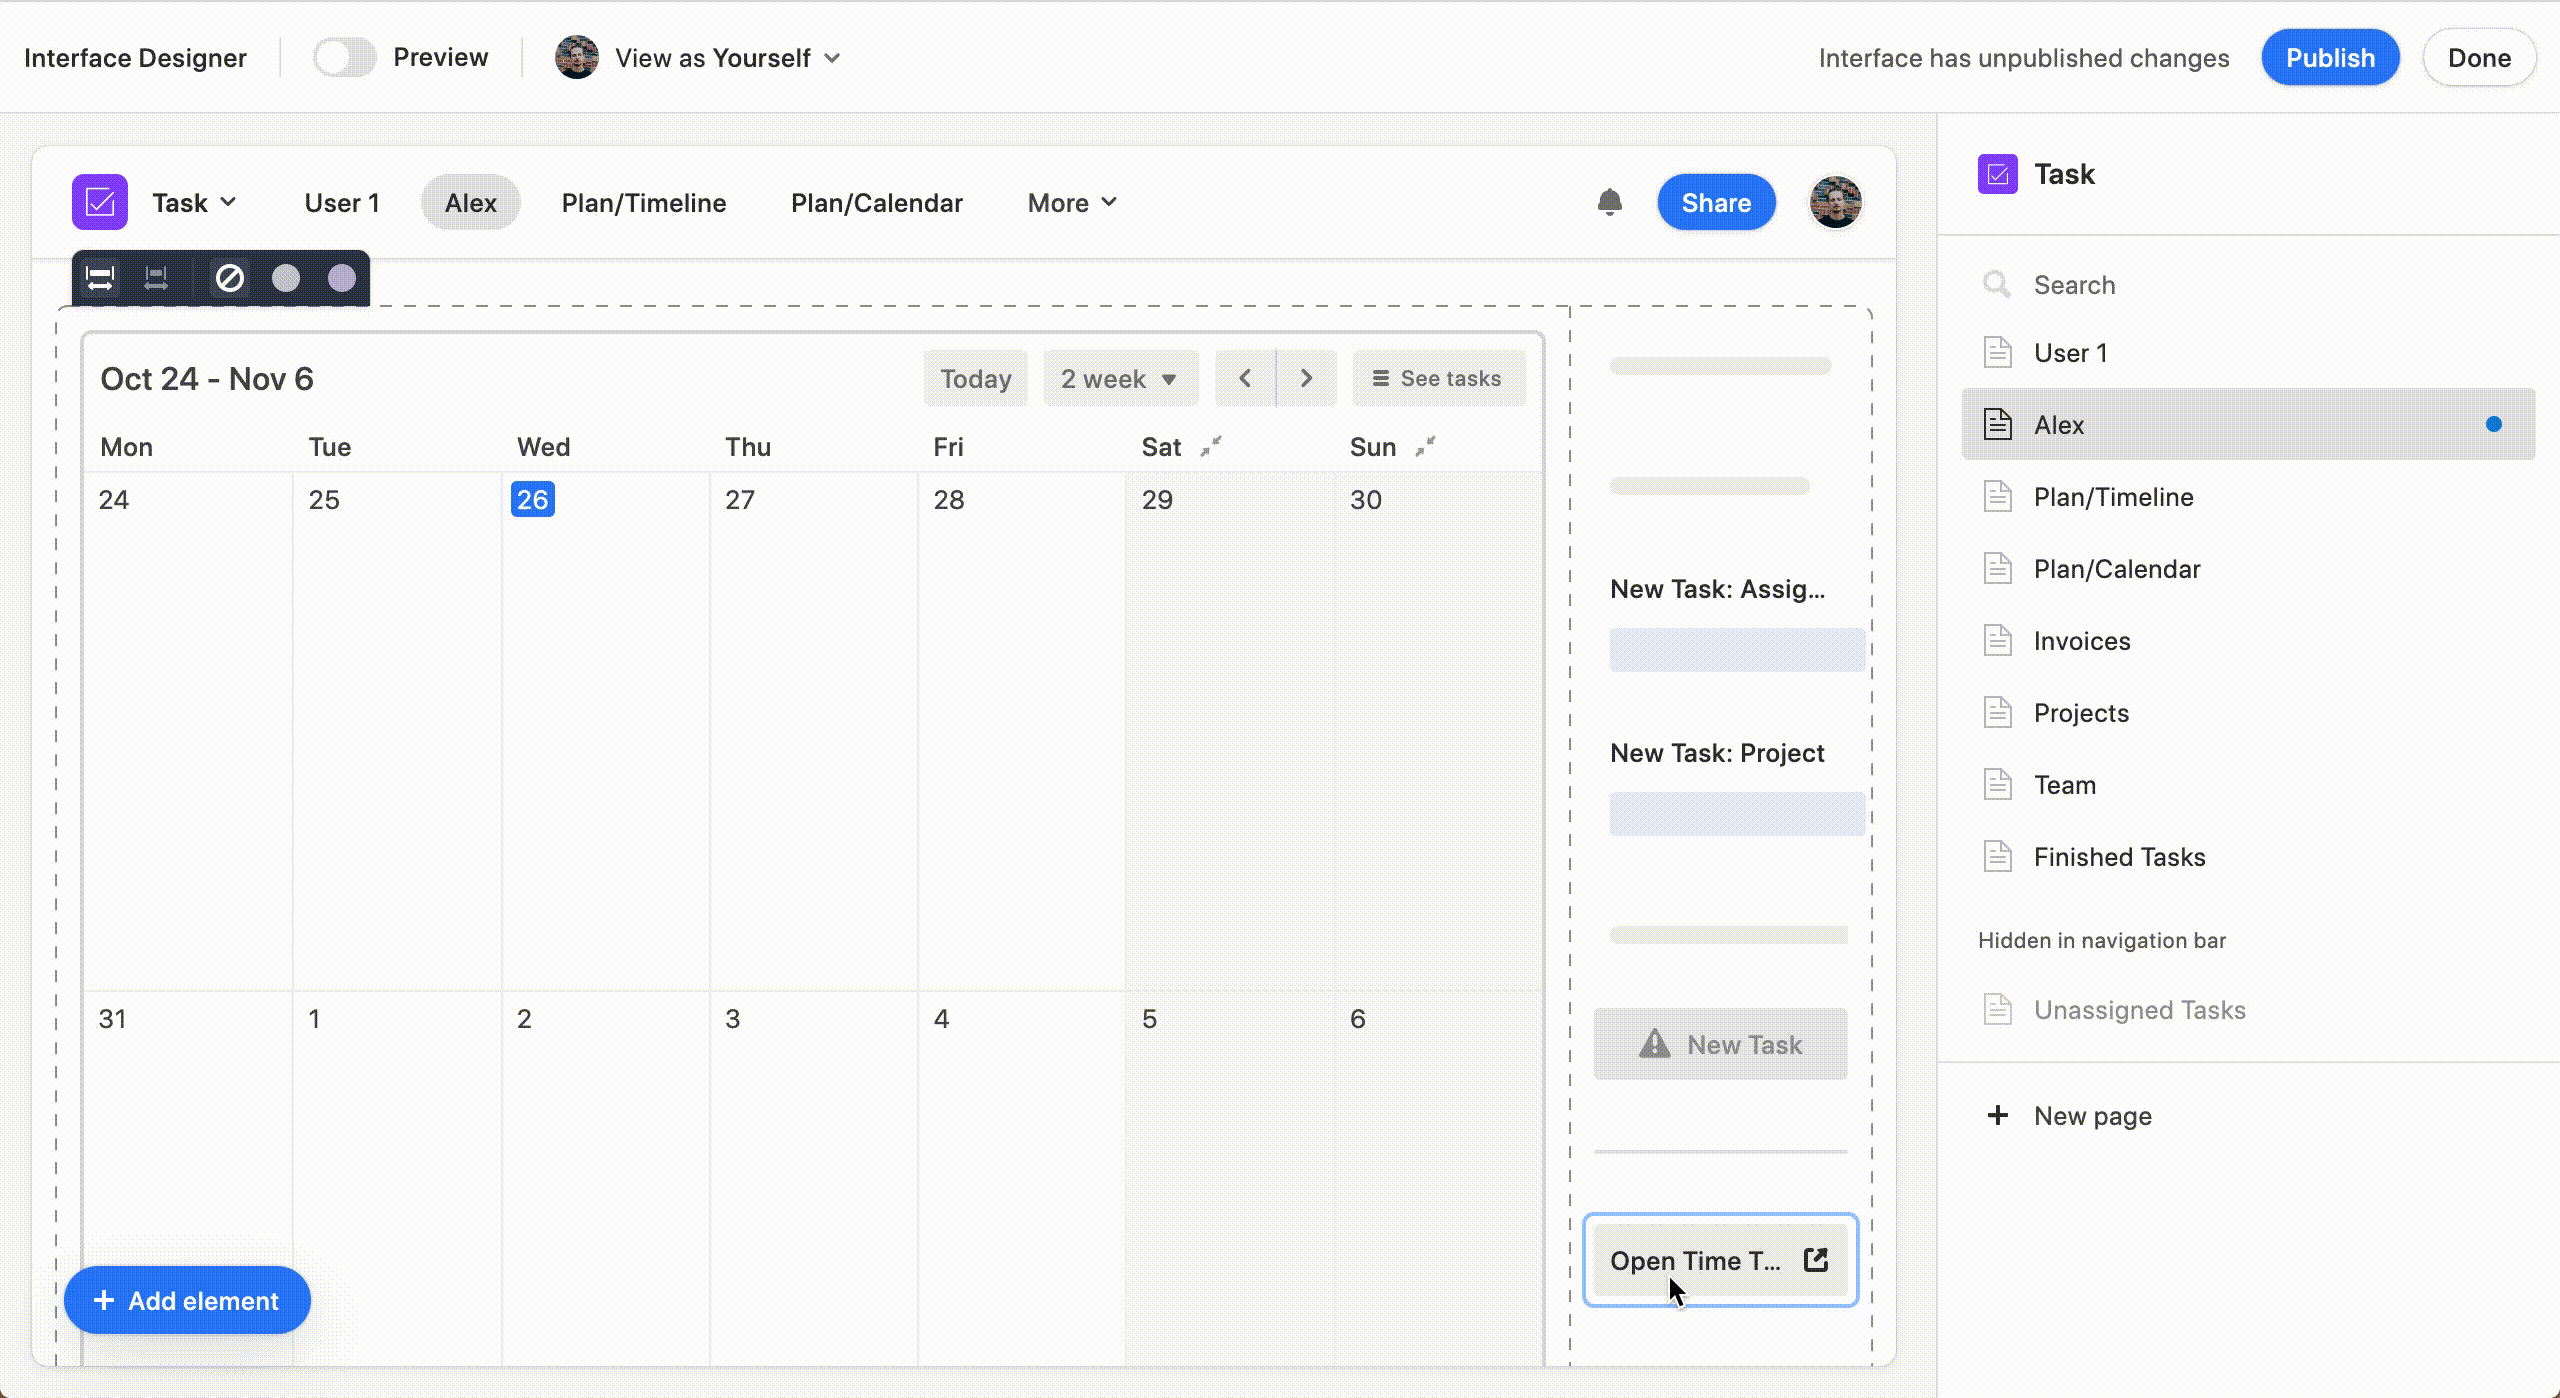 Interface Designer Preview View as Yourself Interface has unpublished changes Publish Done
Task User 1 Alex Plan/Timeline Plan/Calendar More Share
Oct 24 - Nov 6 Today 2 week See tasks
Mon Tue Wed Thu Fri Sat Sun
24 25 26 27 28 29 30
31 1 2 3 4 5 6
New Task: Assig...
New Task: Project
New Task
Open Time T...
+ Add element
Task
Search
User 1
Alex
Plan/Timeline
Plan/Calendar
Invoices
Projects
Team
Finished Tasks
Hidden in navigation bar
Unassigned Tasks
+ New page